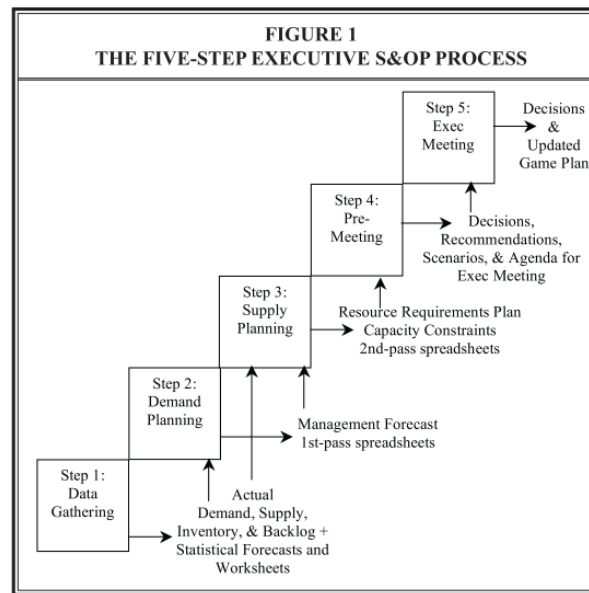 FIGURE 1
THE FIVE-STEP EXECUTIVE S&OP PROCESS
Step 1:
Data
Gathering
Actual
Demand, Supply,
Inventory, & Backlog +
Statistical Forecasts and
Worksheets
Step 2:
Demand
Planning
Management Forecast
1st-pass spreadsheets
Step 3:
Supply
Planning
Resource Requirements Plan
Capacity Constraints
2nd-pass spreadsheets
Step 4:
Pre-
Meeting
Decisions,
Recommendations,
Scenarios, & Agenda for
Exec Meeting
Step 5:
Exec
Meeting
Decisions
&
Updated
Game Plan